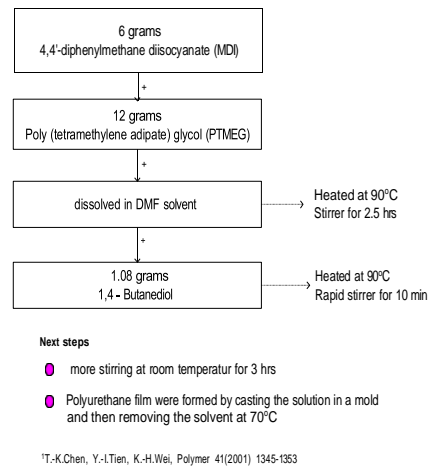 6 grams
4,4'-diphenylmethane diisocyanate (MDI)
+
12 grams
Poly (tetramethylene adipate) glycol (PTMEG)
+
dissolved in DMF solvent
Heated at 90°C
Stirrer for 2.5 hrs
+
1.08 grams
1,4 - Butanediol
Heated at 90°C
Rapid stirrer for 10 min
Next steps
more stirring at room temperatur for 3 hrs
Polyurethane film were formed by casting the solution in a mold
and then removing the solvent at 70°C
¹T.-K.Chen, Y.-I.Tien, K.-H.Wei, Polymer 41(2001) 1345-1353